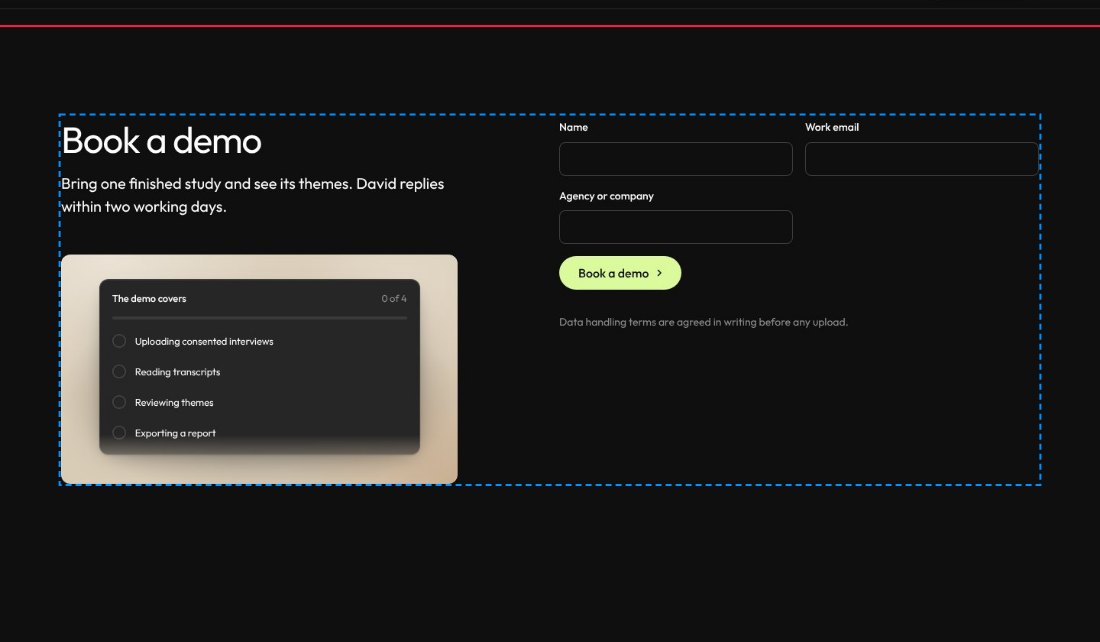 Book a demo
Bring one finished study and see its themes. David replies
within two working days.
The demo covers
0 of 4
Uploading consented interviews
Reading transcripts
Reviewing themes
Exporting a report
Name
Work email
Agency or company
Book a demo
Data handling terms are agreed in writing before any upload.